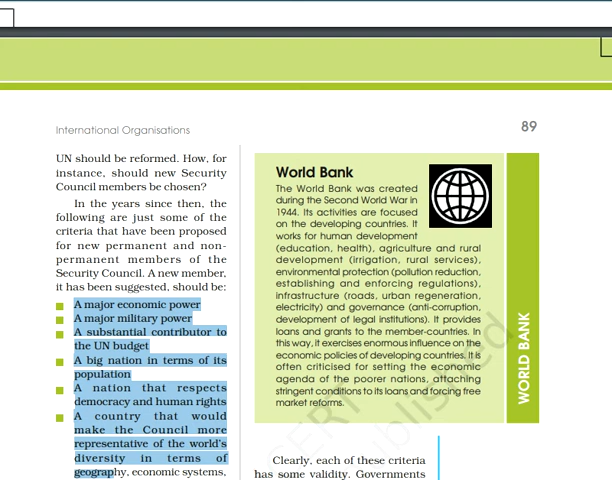 International Organisations
89
UN should be reformed. How, for
instance, should new Security
Council members be chosen?
In the years since then, the
following are just some of the
criteria that have been proposed
for new permanent and non-
permanent members of the
Security Council. A new member,
it has been suggested, should be:
A major economic power
A major military power
A substantial contributor to
the UN budget
A big nation in terms of its
population
A nation that respects
democracy and human rights
A country that would
make the Council more
representative of the world's
diversity in terms of
geography, economic systems,
World Bank
The World Bank was created
during the Second World War in
1944. Its activities are focused
on the developing countries. It
works for human development
(education, health), agriculture and rural
development (irrigation, rural services),
environmental protection (pollution reduction,
establishing and enforcing regulations),
infrastructure (roads, urban regeneration,
electricity) and governance (anti-corruption,
development of legal institutions). It provides
loans and grants to the member-countries. In
this way, it exercises enormous influence on the
economic policies of developing countries. It is
often criticised for setting the economic
agenda of the poorer nations, attaching
stringent conditions to its loans and forcing free
market reforms.
WORLD BANK
Clearly, each of these criteria
has some validity. Governments